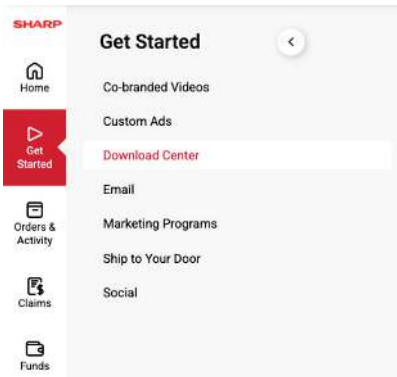 SHARP
Home
Get
Started
Orders &
Activity
Claims
Funds
Get Started
Co-branded Videos
Custom Ads
Download Center
Email
Marketing Programs
Ship to Your Door
Social